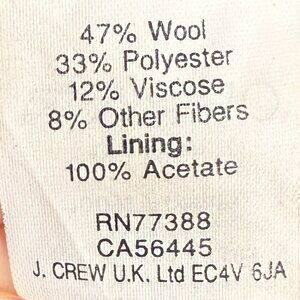 47% Wool
33% Polyester
12% Viscose
8% Other Fibers
Lining:
100% Acetate
RN77388
CA56445
J. CREW U.K. Ltd EC4V 6JA